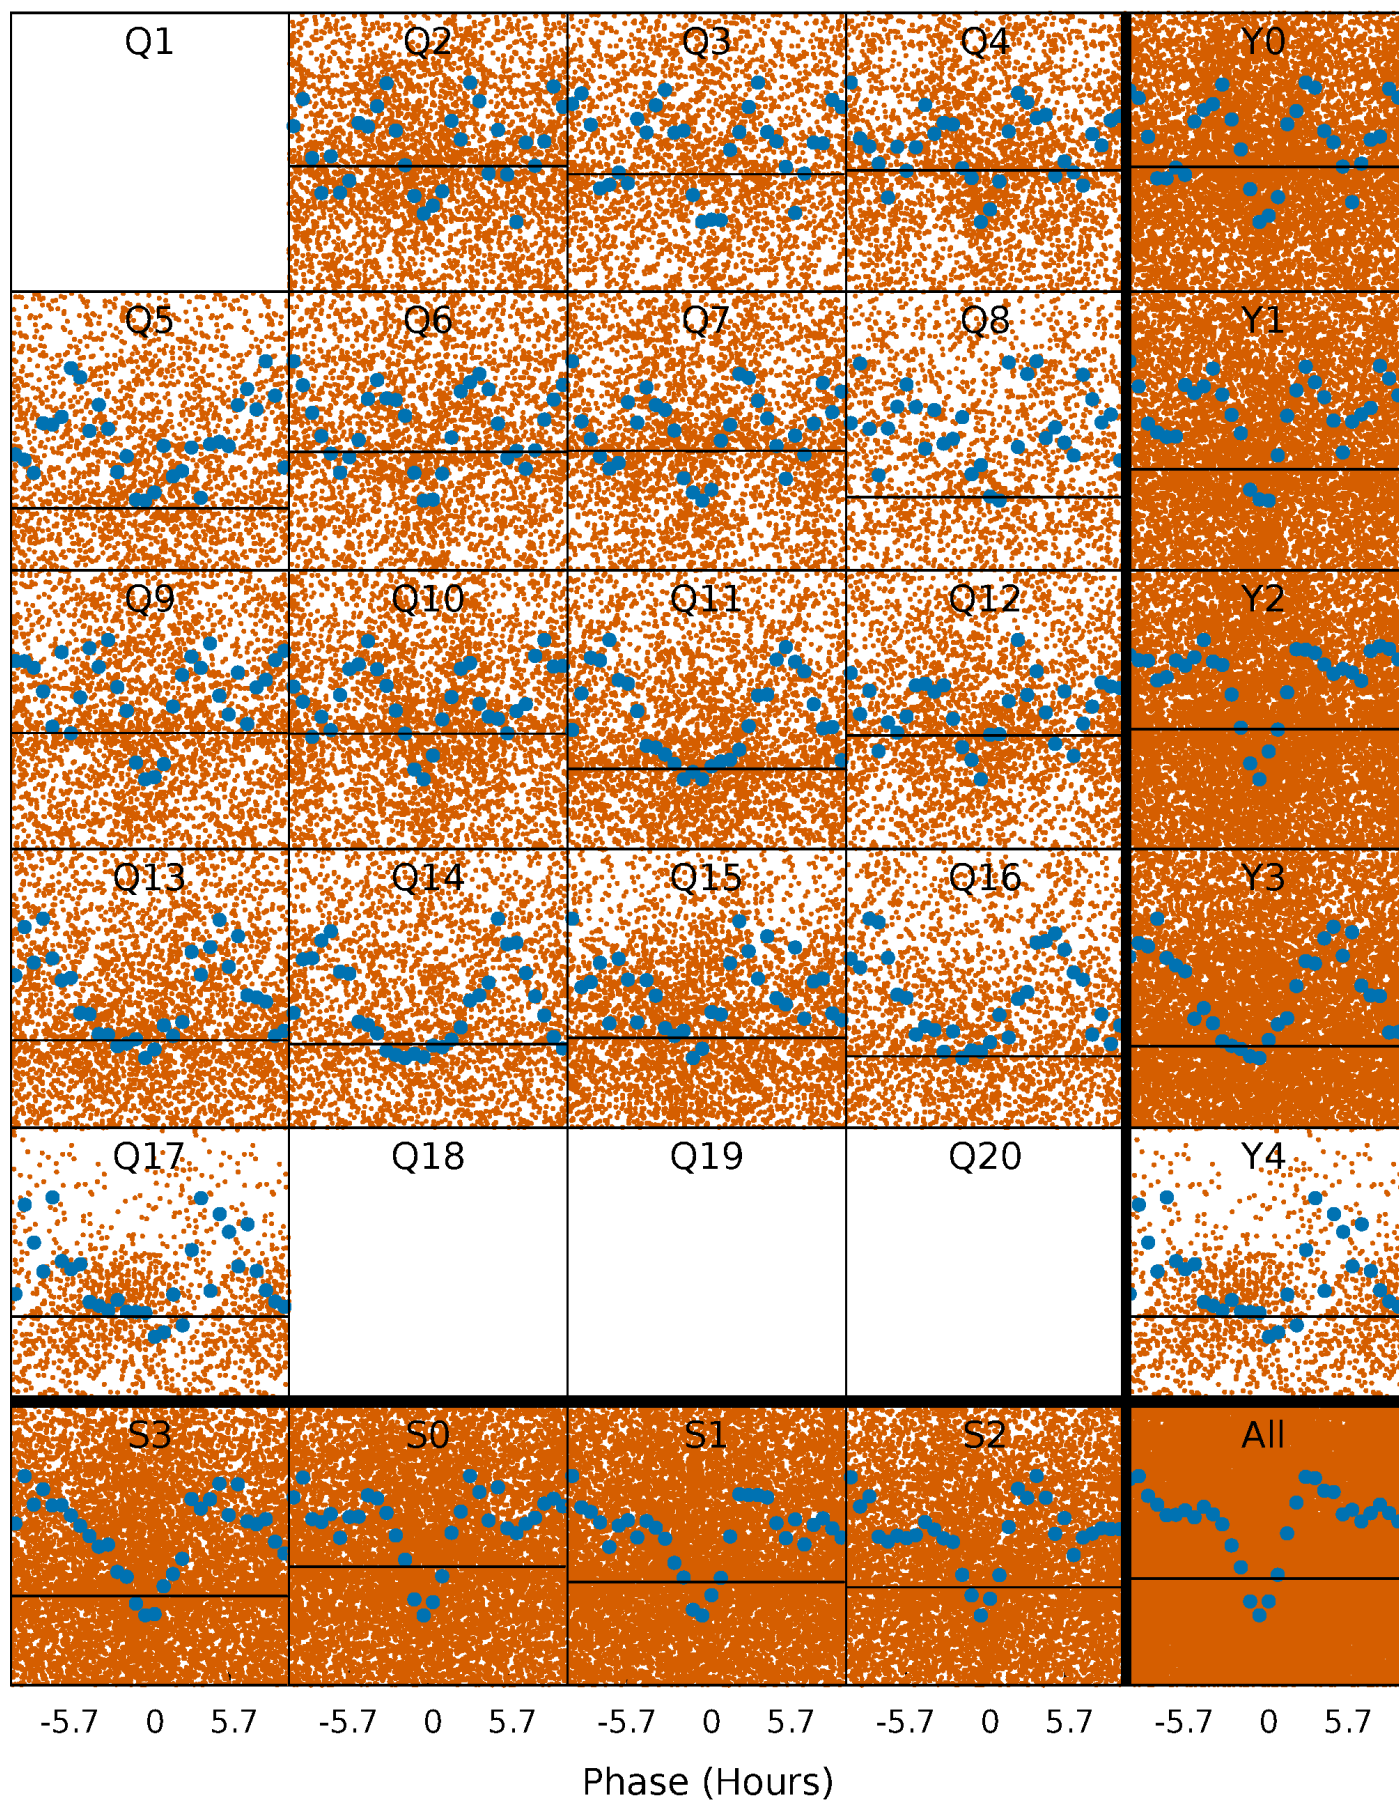 Q1 Q2 Q3 Q4 Y0
Q5 Q6 Q7 Q8 Y1
Q9 Q10 Q11 Q12 Y2
Q13 Q14 Q15 Q16 Y3
Q17 Q18 Q19 Q20 Y4
S3 S0 S1 S2 All
-5.7 0 5.7 -5.7 0 5.7 -5.7 0 5.7 -5.7 0 5.7 -5.7 0 5.7
Phase (Hours)